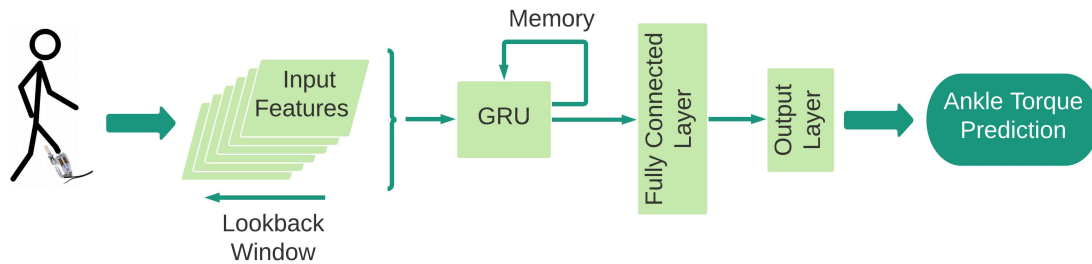 Input
Features
Lookback
Window
Memory
GRU
Fully Connected
Layer
Output
Layer
Ankle Torque
Prediction